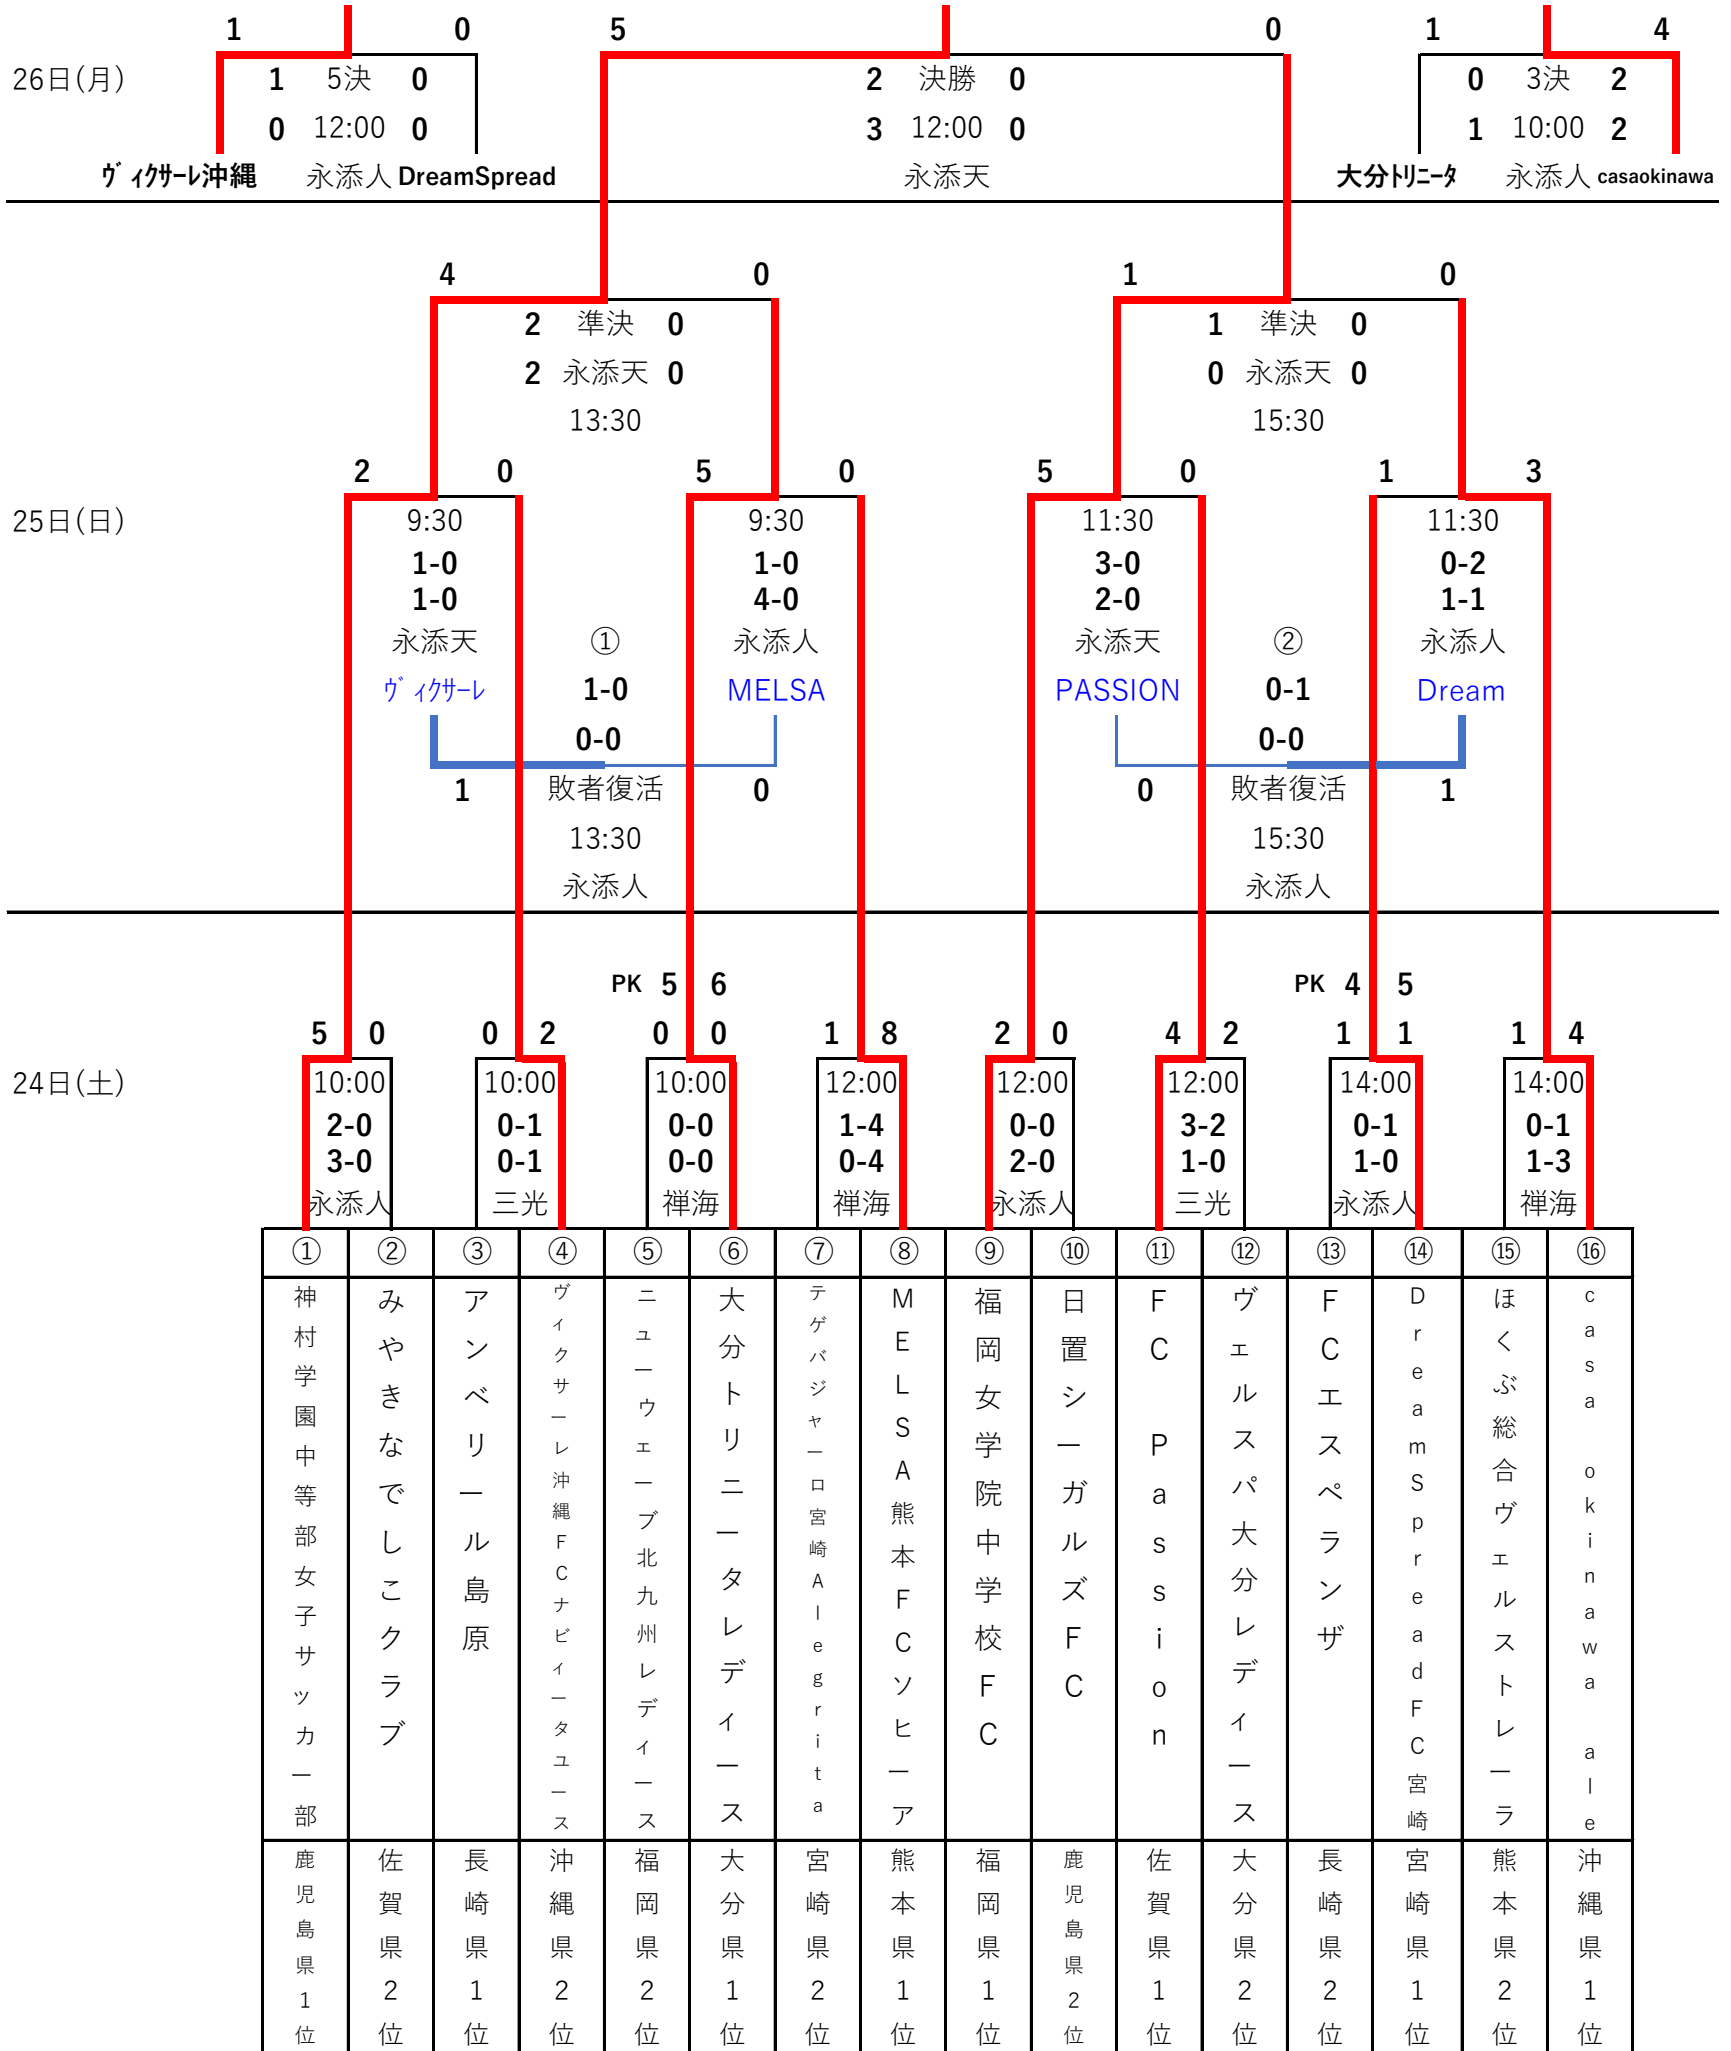 1 0 5 0 1 4
26日(月) 1 5決 0 2 決勝 0 0 3決 2
0 12:00 0 3 12:00 0 1 10:00 2
ヴィクサーレ沖縄 永添人 DreamSpread 永添天 大分トリニータ 永添人 casaokinawa
4 0 1 0
2 準決 0 1 準決 0
2 永添天 0 0 永添天 0
13:30 15:30
2 0 5 0 5 0 1 3
25日(日) 9:30 9:30 11:30 11:30
1-0 1-0 3-0 0-2
1-0 4-0 2-0 1-1
永添天 ① 永添人 永添天 ② 永添人
ヴィクサーレ 1-0 MELSA PASSION 0-1 Dream
0-0 0-0
1 敗者復活 0 0 敗者復活 1
13:30 15:30
永添人 永添人
PK 5 6 PK 4 5
5 0 0 2 0 0 1 8 2 0 4 2 1 1 1 4
24日(土) 10:00 10:00 10:00 12:00 12:00 12:00 14:00 14:00
2-0 0-1 0-0 1-4 0-0 3-2 0-1 0-1
3-0 0-1 0-0 0-4 2-0 1-0 1-0 1-3
永添人 三光 禅海 禅海 永添人 三光 永添人 禅海
① ② ③ ④ ⑤ ⑥ ⑦ ⑧ ⑨ ⑩ ⑪ ⑫ ⑬ ⑭ ⑮ ⑯
神村学園中等部女子サッカー部
みやきなでしこクラブ
アンベリール島原
ヴィクサーレ沖縄FCナビィータユース
ニューウェーブ北九州レディース
大分トリニータレディース
テゲバジャーロ宮崎Alegrita
MELSA熊本FCソヒーア
福岡女学院中学校FC
日置シーガルズFC
FC Passion
ヴェルスパ大分レディース
FCエスペランザ
DreamSpreadFC宮崎
ほくぶ総合ヴェルストレーラ
casa okinawa ale
鹿児島県1位
佐賀県2位
長崎県1位
沖縄県2位
福岡県2位
大分県1位
宮崎県2位
熊本県1位
福岡県1位
鹿児島県2位
佐賀県1位
大分県2位
長崎県2位
宮崎県1位
熊本県2位
沖縄県1位